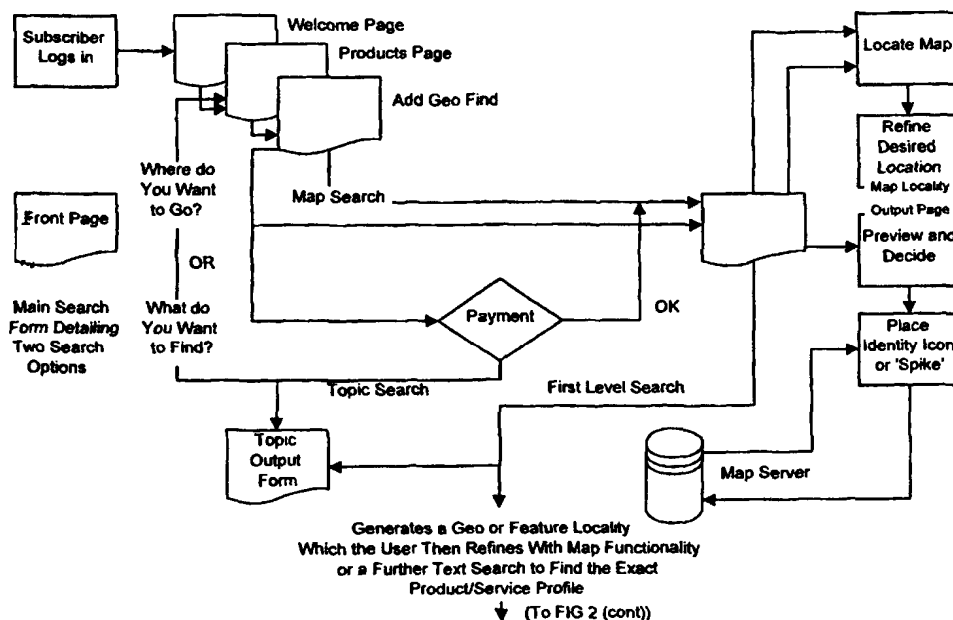 Subscriber
Logs in
Welcome Page
Products Page
Add Geo Find
Locate Map
Refine
Desired
Location
Map Locality
Where do
You Want
to Go?
Map Search
Front Page
Output Page
Preview and
Decide
OR
Main Search
Form Detailing
Two Search
Options
What do
You Want
to Find?
Payment
OK
Place
Identity Icon
or 'Spike'
Topic Search
First Level Search
Topic
Output
Form
Map Server
Generates a Geo or Feature Locality
Which the User Then Refines With Map Functionality
or a Further Text Search to Find the Exact
Product/Service Profile
(To FIG 2 (cont))